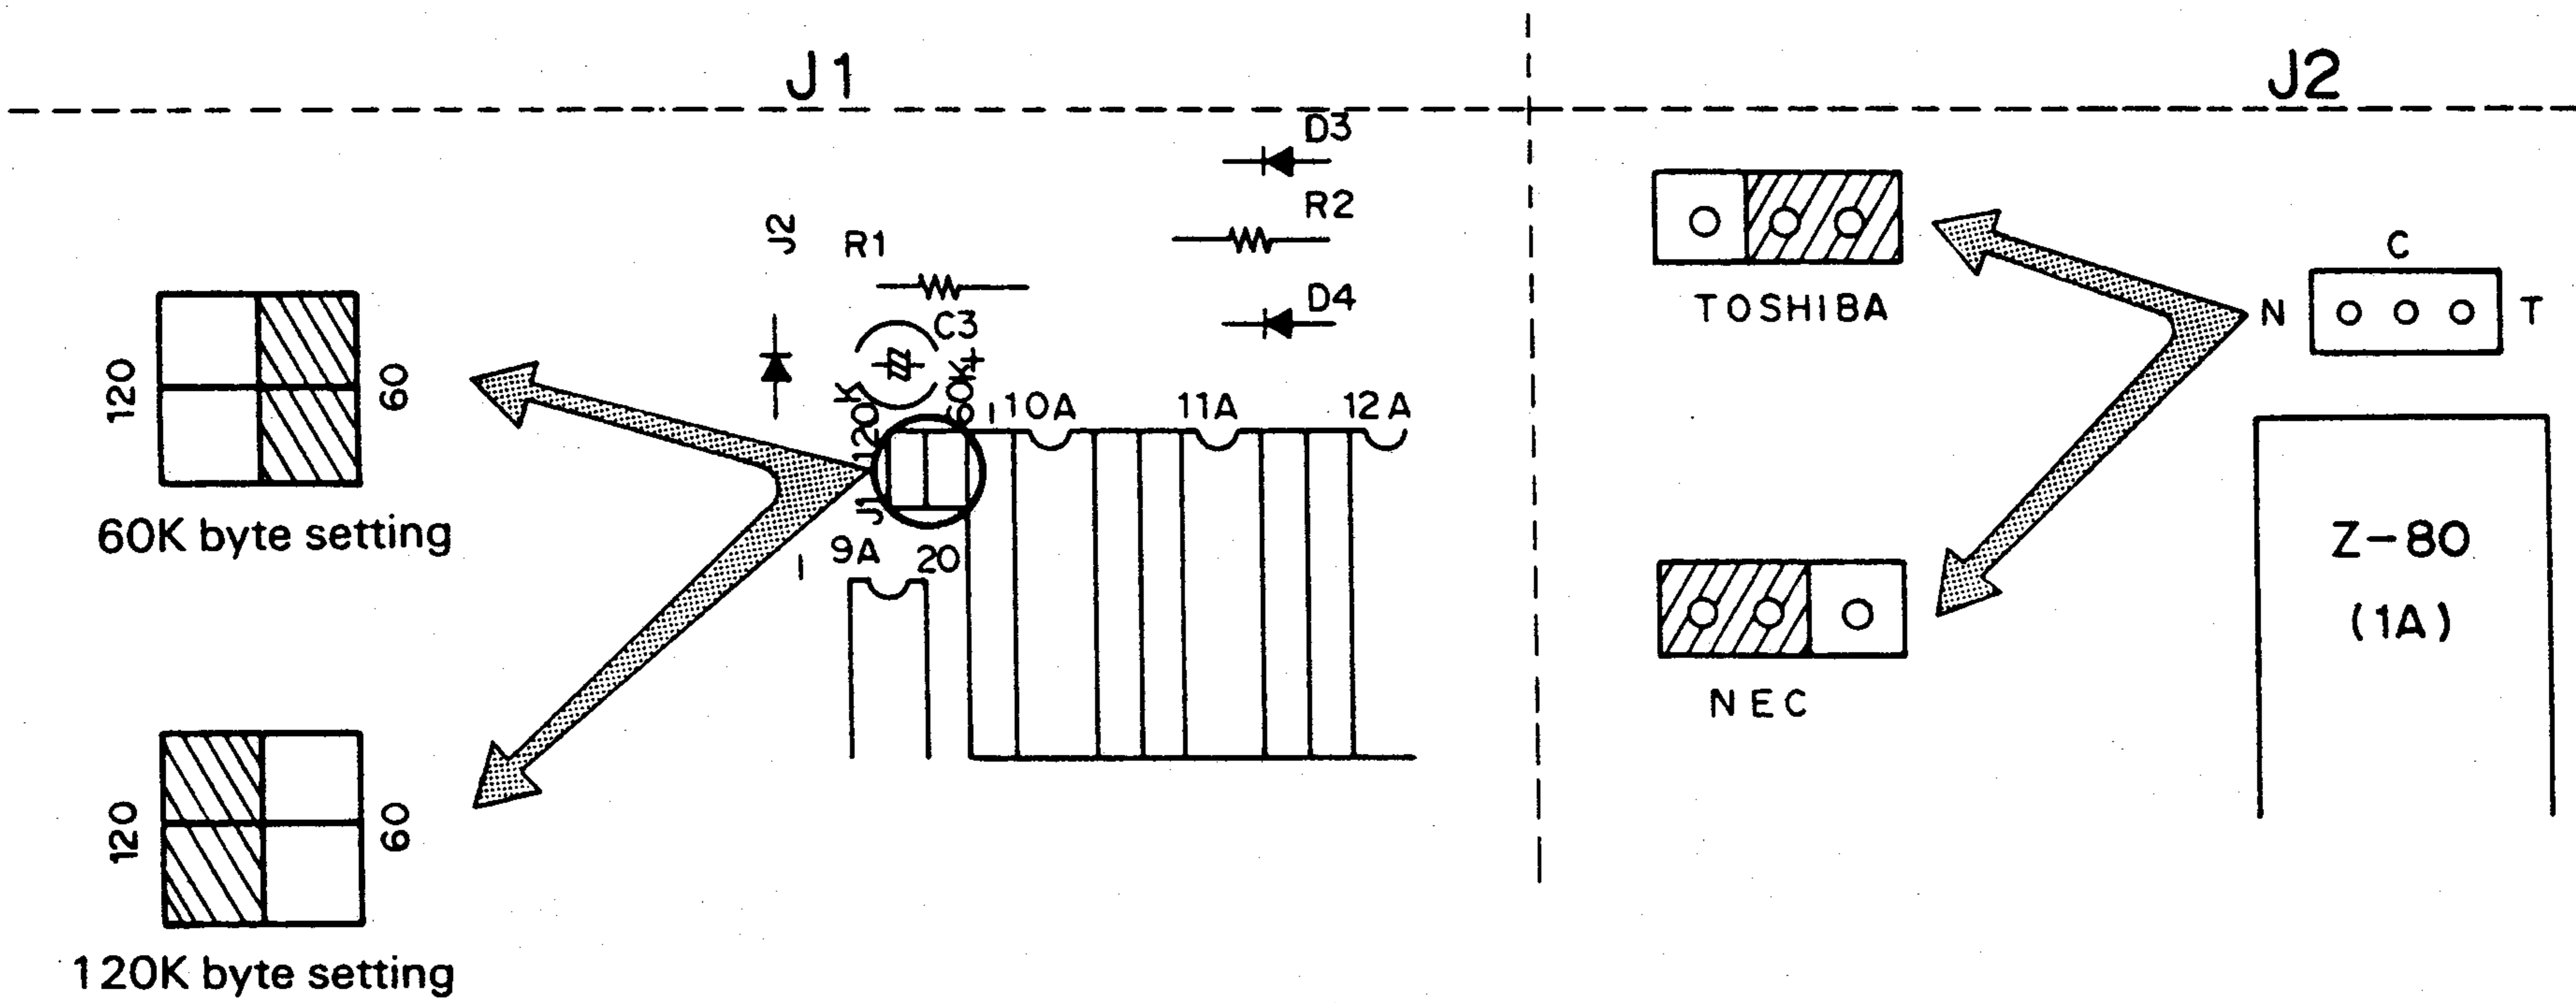 J1
J2
D3
R2
J2
R1
D4
C3
120K
60K
+
J1
10A
11A
12A
9A
20
120
60
60K byte setting
120
60
120K byte setting
TOSHIBA
C
N
T
NEC
Z-80
(1A)